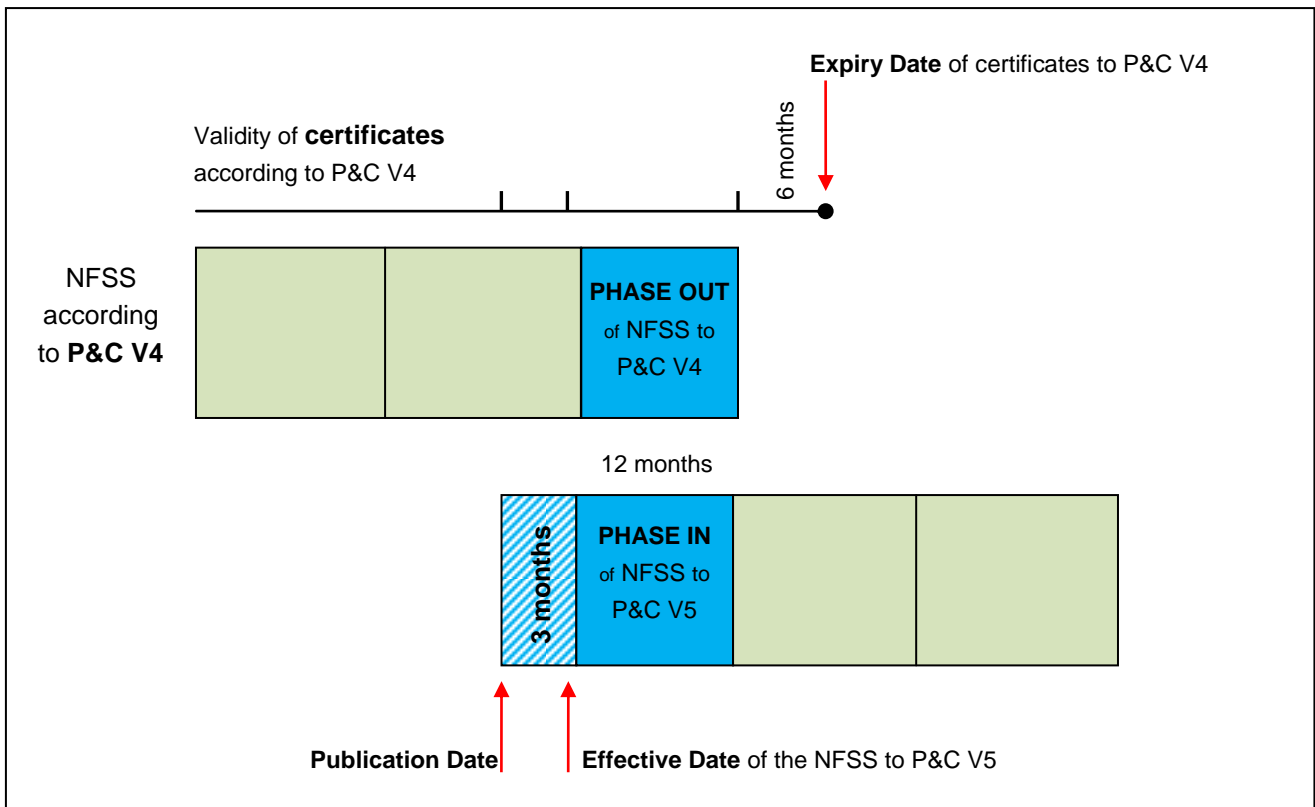 Expiry Date of certificates to P&C V4
Validity of certificates
according to P&C V4
6 months
NFSS
according
to P&C V4
PHASE OUT
of NFSS to
P&C V4
12 months
3 months
PHASE IN
of NFSS to
P&C V5
Publication Date
Effective Date of the NFSS to P&C V5